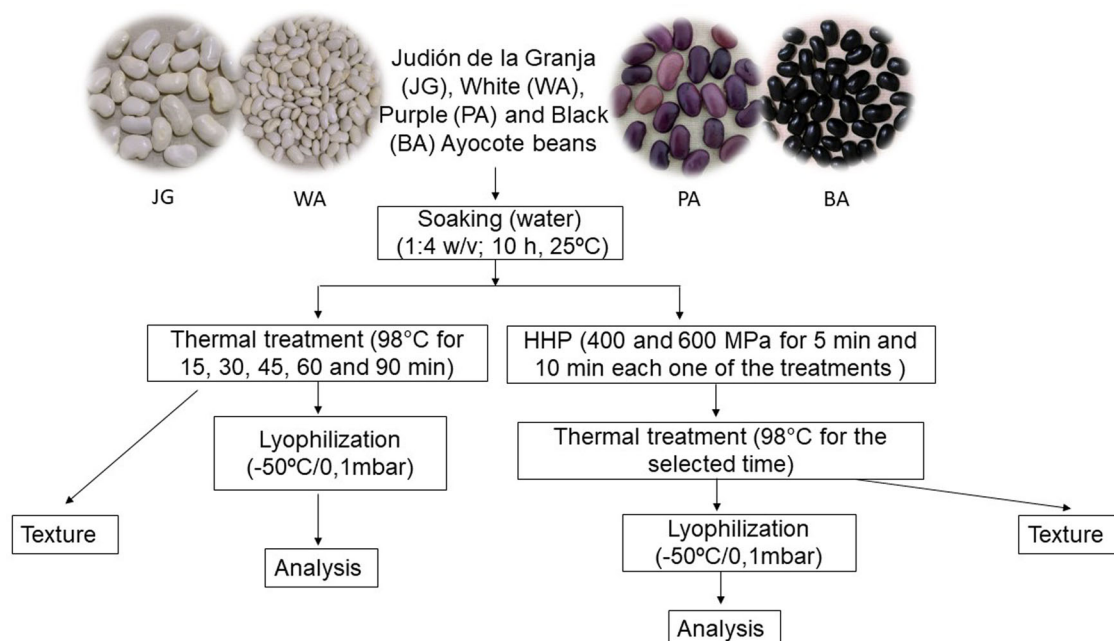 Judión de la Granja
(JG), White (WA),
Purple (PA) and Black
(BA) Ayocote beans
JG
WA
PA
BA
Soaking (water)
(1:4 w/v; 10 h, 25ºC)
Thermal treatment (98°C for
15, 30, 45, 60 and 90 min)
HHP (400 and 600 MPa for 5 min and
10 min each one of the treatments )
Lyophilization
(-50ºC/0,1mbar)
Thermal treatment (98°C for the
selected time)
Texture
Analysis
Lyophilization
(-50ºC/0,1mbar)
Texture
Analysis